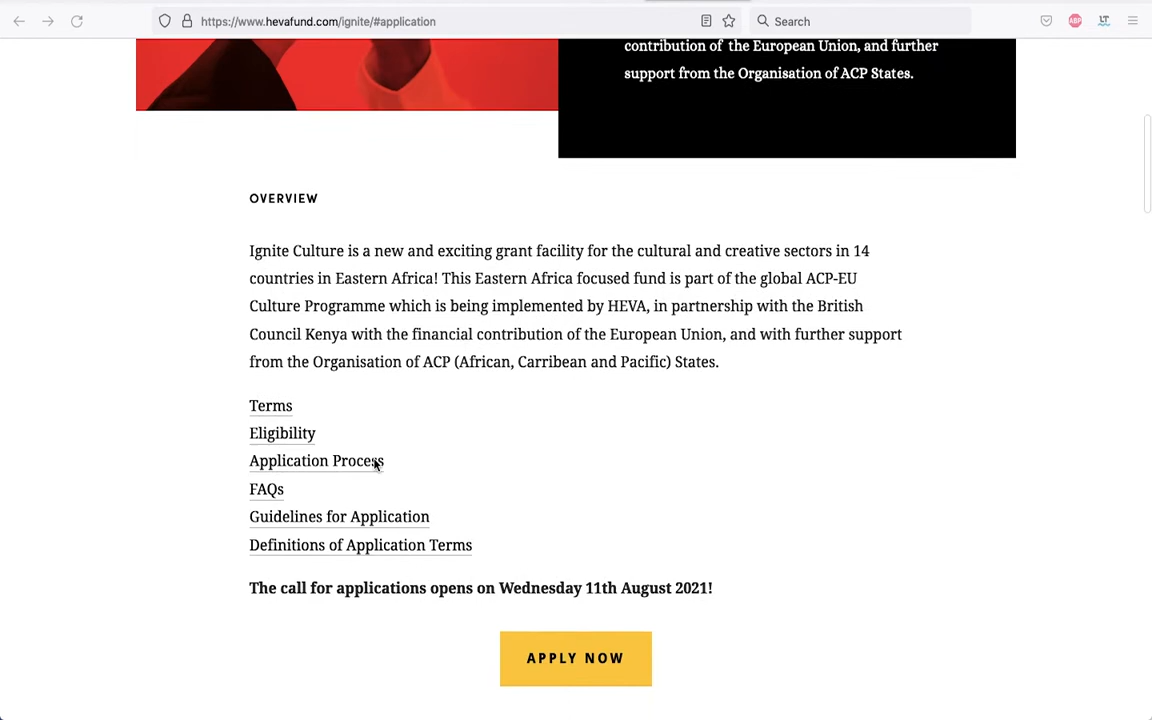 https://www.hevafund.com/ignite/#application
Search
ABP
LT
contribution of the European Union, and further
support from the Organisation of ACP States.
OVERVIEW
Ignite Culture is a new and exciting grant facility for the cultural and creative sectors in 14
countries in Eastern Africa! This Eastern Africa focused fund is part of the global ACP-EU
Culture Programme which is being implemented by HEVA, in partnership with the British
Council Kenya with the financial contribution of the European Union, and with further support
from the Organisation of ACP (African, Carribean and Pacific) States.
Terms
Eligibility
Application Process
FAQs
Guidelines for Application
Definitions of Application Terms
The call for applications opens on Wednesday 11th August 2021!
APPLY NOW